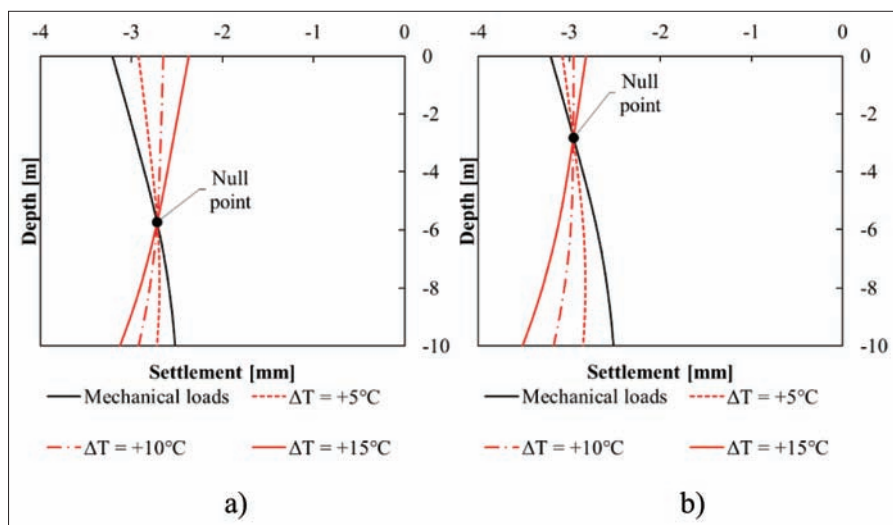 -4 -3 -2 -1 0
0
-2
-4
-6
-8
-10
Depth [m]
Null
point
Settlement [mm]
Mechanical loads
ΔT = +5°C
ΔT = +10°C
ΔT = +15°C
a)
-4 -3 -2 -1 0
0
-2
-4
-6
-8
-10
Depth [m]
Null
point
Settlement [mm]
Mechanical loads
ΔT = +5°C
ΔT = +10°C
ΔT = +15°C
b)